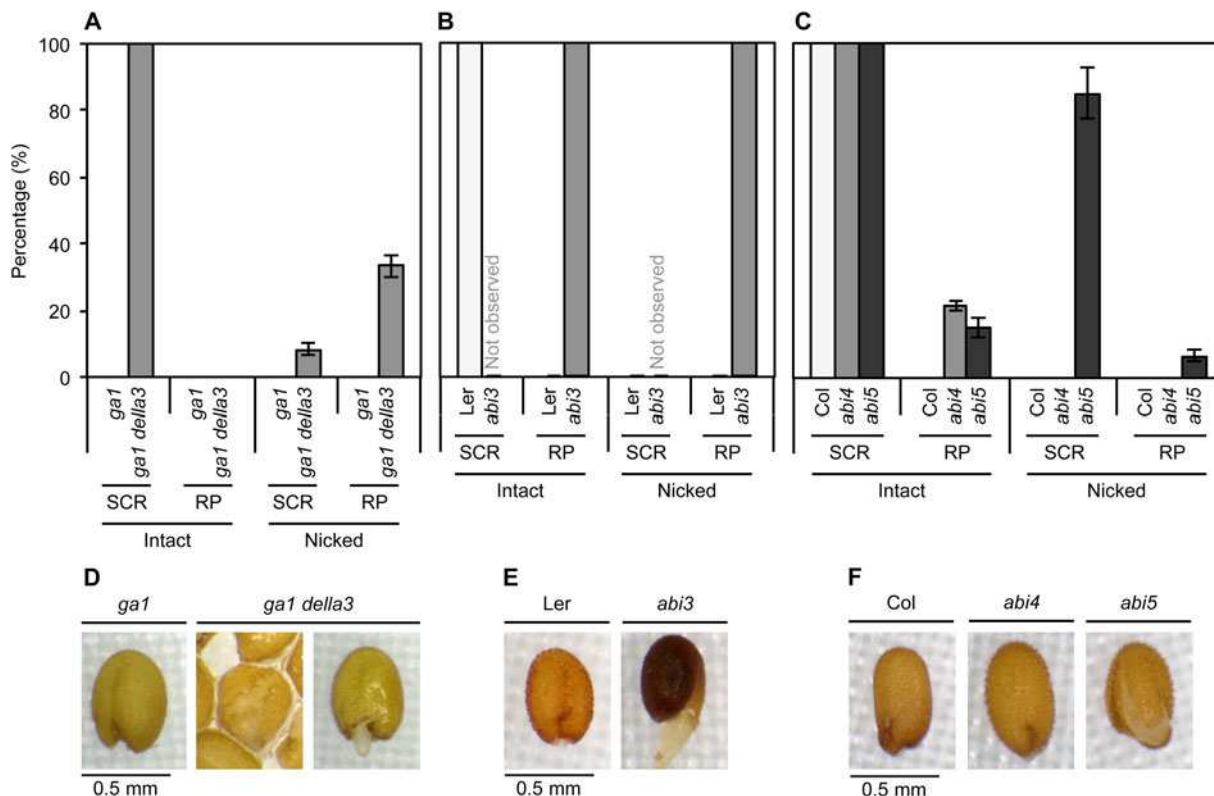 A
B
C
Percentage (%)
100
80
60
40
20
0
ga1
ga1 della3
ga1
ga1 della3
ga1
ga1 della3
ga1
ga1 della3
SCR
RP
SCR
RP
Intact
Nicked
Not observed
Not observed
Ler
abi3
Ler
abi3
Ler
abi3
Ler
abi3
SCR
RP
SCR
RP
Intact
Nicked
Col
abi4
abi5
Col
abi4
abi5
Col
abi4
abi5
Col
abi4
abi5
SCR
RP
SCR
RP
Intact
Nicked
D
ga1
ga1 della3
0.5 mm
E
Ler
abi3
0.5 mm
F
Col
abi4
abi5
0.5 mm